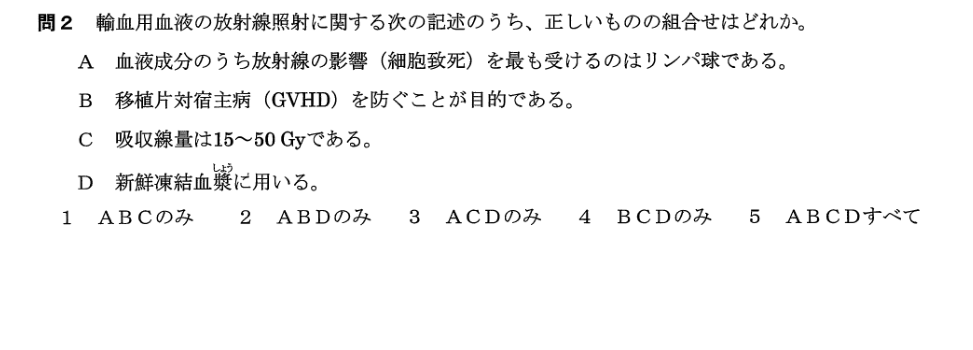 問2 輸血用血液の放射線照射に関する次の記述のうち、正しいものの組合せはどれか。
A 血液成分のうち放射線の影響（細胞致死）を最も受けるのはリンパ球である。
B 移植片対宿主病（GVHD）を防ぐことが目的である。
C 吸収線量は15〜50 Gyである。
しょう
D 新鮮凍結血漿に用いる。
1 ABCのみ 2 ABDのみ 3 ACDのみ 4 BCDのみ 5 ABCDすべて